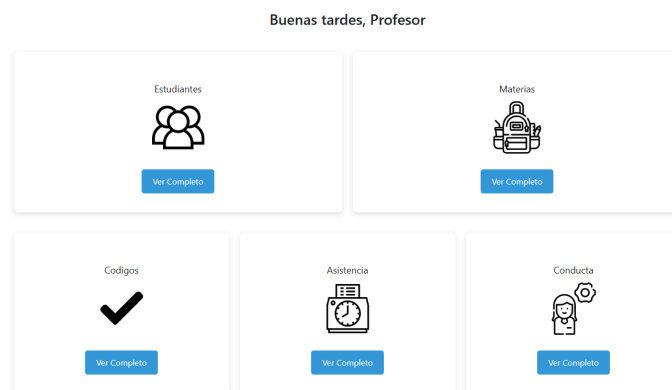 Buenas tardes, Profesor
Estudiantes
Materias
Ver Completo
Ver Completo
Codigos
Asistencia
Conducta
Ver Completo
Ver Completo
Ver Completo